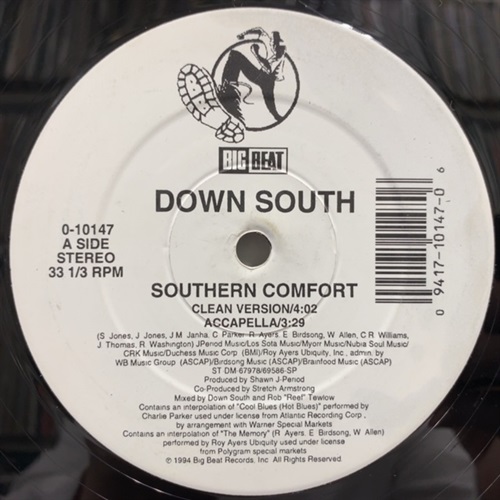 BIG BEAT
DOWN SOUTH
0-10147
A SIDE
STEREO
33 1/3 RPM
0 9417-10147-0 6
SOUTHERN COMFORT
CLEAN VERSION/4:02
ACCAPELLA/3:29
(S Jones, J Jones, J.M. Janha, C Parker, R. Ayers, E Birdsong, W Allen, C R Williams,
J Thomas, R. Washington) JPenod Music/Los Sota Music/Myorr Music/Nubia Soul Music/
CRK Music/Duchess Music Corp (BMI)/Roy Ayers Ubiquity, Inc., admin. by
WB Music Group (ASCAP)/Birdsong Music (ASCAP)/Brainfood Music (ASCAP)
ST DM-67978/69586-SP
Produced by Shawn J-Period
Co-Produced by Stretch Armstrong
Mixed by Down South and Rob "Reef" Tewlow
Contains an interpolation of "Cool Blues (Hot Blues)" performed by
Charlie Parker used under license from Atlantic Recording Corp.,
by arrangement with Warner Special Markets
Contains an interpolation of "The Memory" (R Ayers. E Birdsong, W Allen)
performed by Roy Ayers Ubiquity used under license
from Polygram special markets
℗ 1994 Big Beat Records, Inc All Rights Reserved